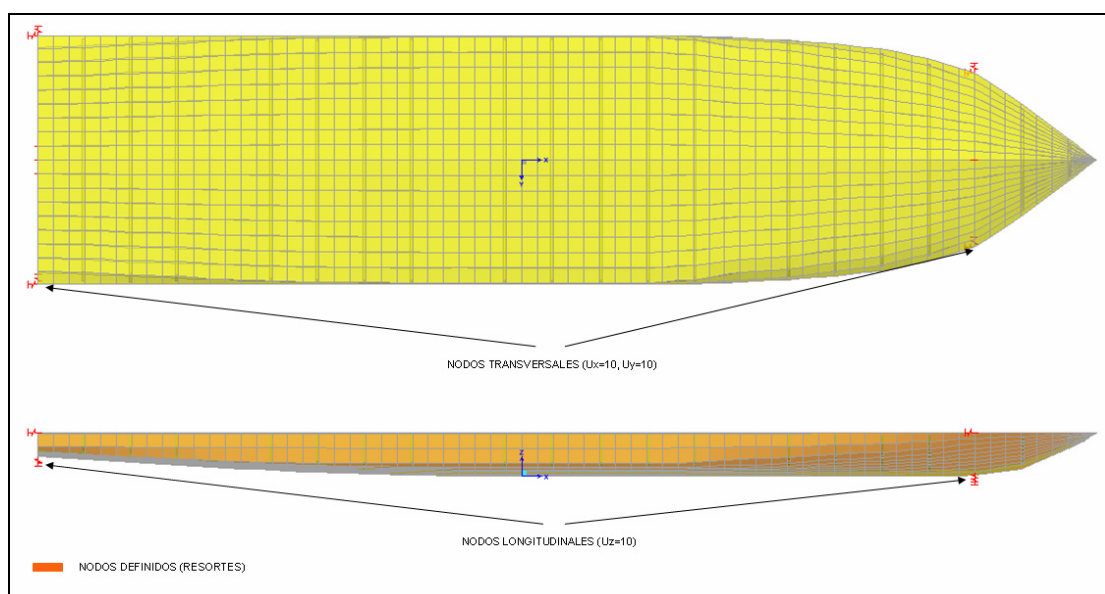 X
Y
NODOS TRANSVERSALES (Ux=10, Uy=10)
Z
X
NODOS LONGITUDINALES (Uz=10)
NODOS DEFINIDOS (RESORTES)